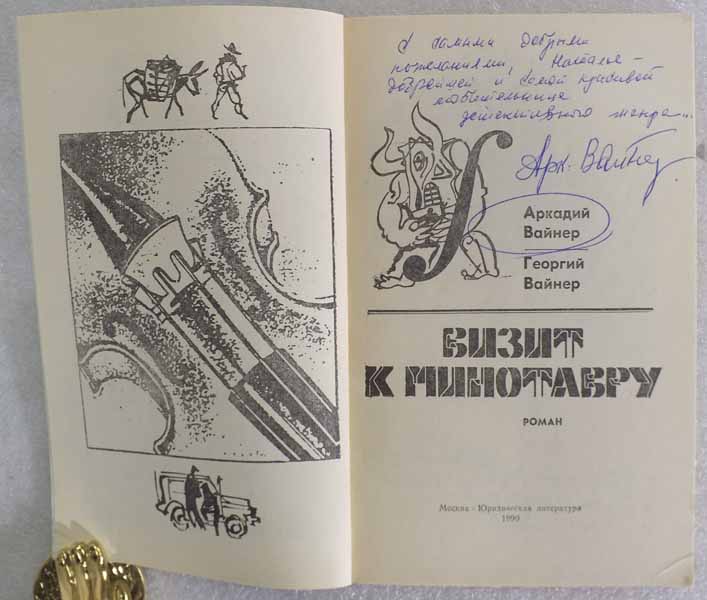 С самыми добрыми
пожеланиями, Наталье –
добрейшей и самой красивой
любительнице
детективного жанра...
Арк. Вайнер
Аркадий
Вайнер
Георгий
Вайнер
ВИЗИТ
К МИНОТАВРУ
РОМАН
Москва · Юридическая литература
1990